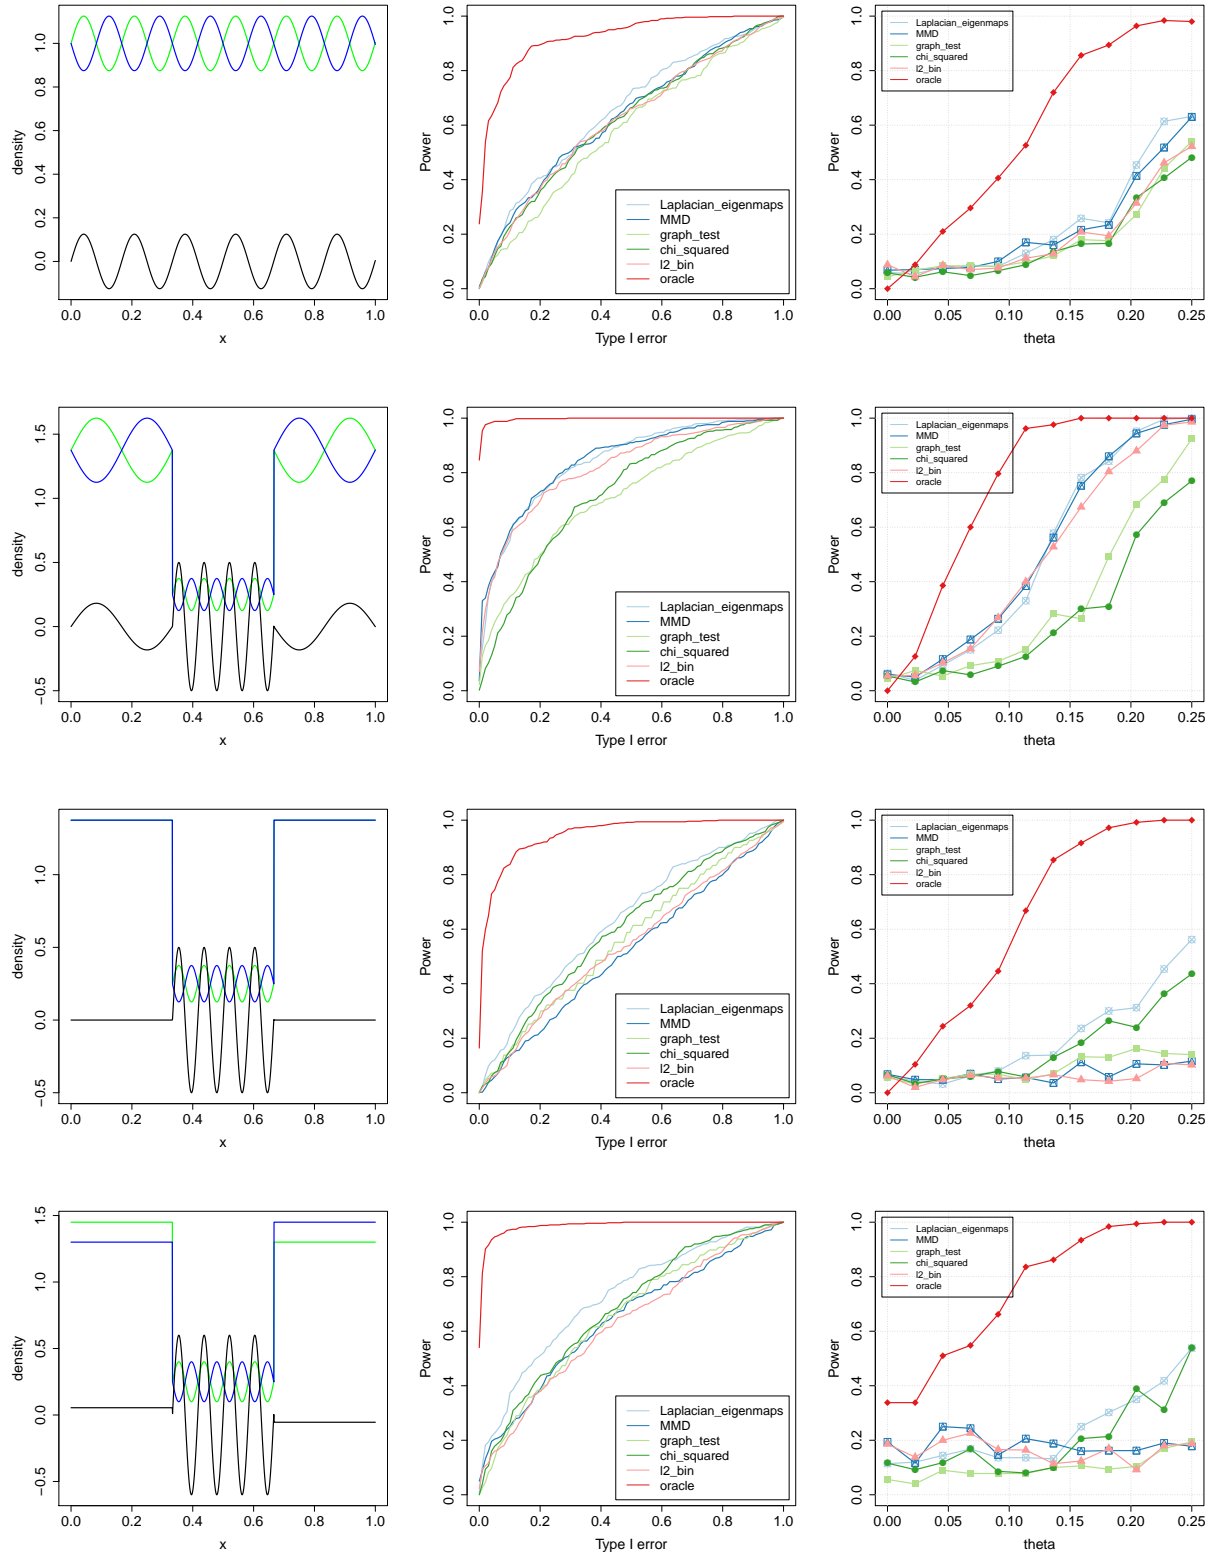 density
1.0
0.8
0.6
0.4
0.2
0.0
0.0 0.2 0.4 0.6 0.8 1.0
x
Power
1.0
0.8
0.6
0.4
0.2
0.0
Laplacian_eigenmaps
MMD
graph_test
chi_squared
l2_bin
oracle
0.0 0.2 0.4 0.6 0.8 1.0
Type I error
Power
1.0
0.8
0.6
0.4
0.2
0.0
Laplacian_eigenmaps
MMD
graph_test
chi_squared
l2_bin
oracle
0.00 0.05 0.10 0.15 0.20 0.25
theta
density
1.5
1.0
0.5
0.0
−0.5
0.0 0.2 0.4 0.6 0.8 1.0
x
Power
1.0
0.8
0.6
0.4
0.2
0.0
Laplacian_eigenmaps
MMD
graph_test
chi_squared
l2_bin
oracle
0.0 0.2 0.4 0.6 0.8 1.0
Type I error
Power
1.0
0.8
0.6
0.4
0.2
0.0
Laplacian_eigenmaps
MMD
graph_test
chi_squared
l2_bin
oracle
0.00 0.05 0.10 0.15 0.20 0.25
theta
density
1.0
0.5
0.0
−0.5
0.0 0.2 0.4 0.6 0.8 1.0
x
Power
1.0
0.8
0.6
0.4
0.2
0.0
Laplacian_eigenmaps
MMD
graph_test
chi_squared
l2_bin
oracle
0.0 0.2 0.4 0.6 0.8 1.0
Type I error
Power
1.0
0.8
0.6
0.4
0.2
0.0
Laplacian_eigenmaps
MMD
graph_test
chi_squared
l2_bin
oracle
0.00 0.05 0.10 0.15 0.20 0.25
theta
density
1.5
1.0
0.5
0.0
−0.5
0.0 0.2 0.4 0.6 0.8 1.0
x
Power
1.0
0.8
0.6
0.4
0.2
0.0
Laplacian_eigenmaps
MMD
graph_test
chi_squared
l2_bin
oracle
0.0 0.2 0.4 0.6 0.8 1.0
Type I error
Power
1.0
0.8
0.6
0.4
0.2
0.0
Laplacian_eigenmaps
MMD
graph_test
chi_squared
l2_bin
oracle
0.00 0.05 0.10 0.15 0.20 0.25
theta